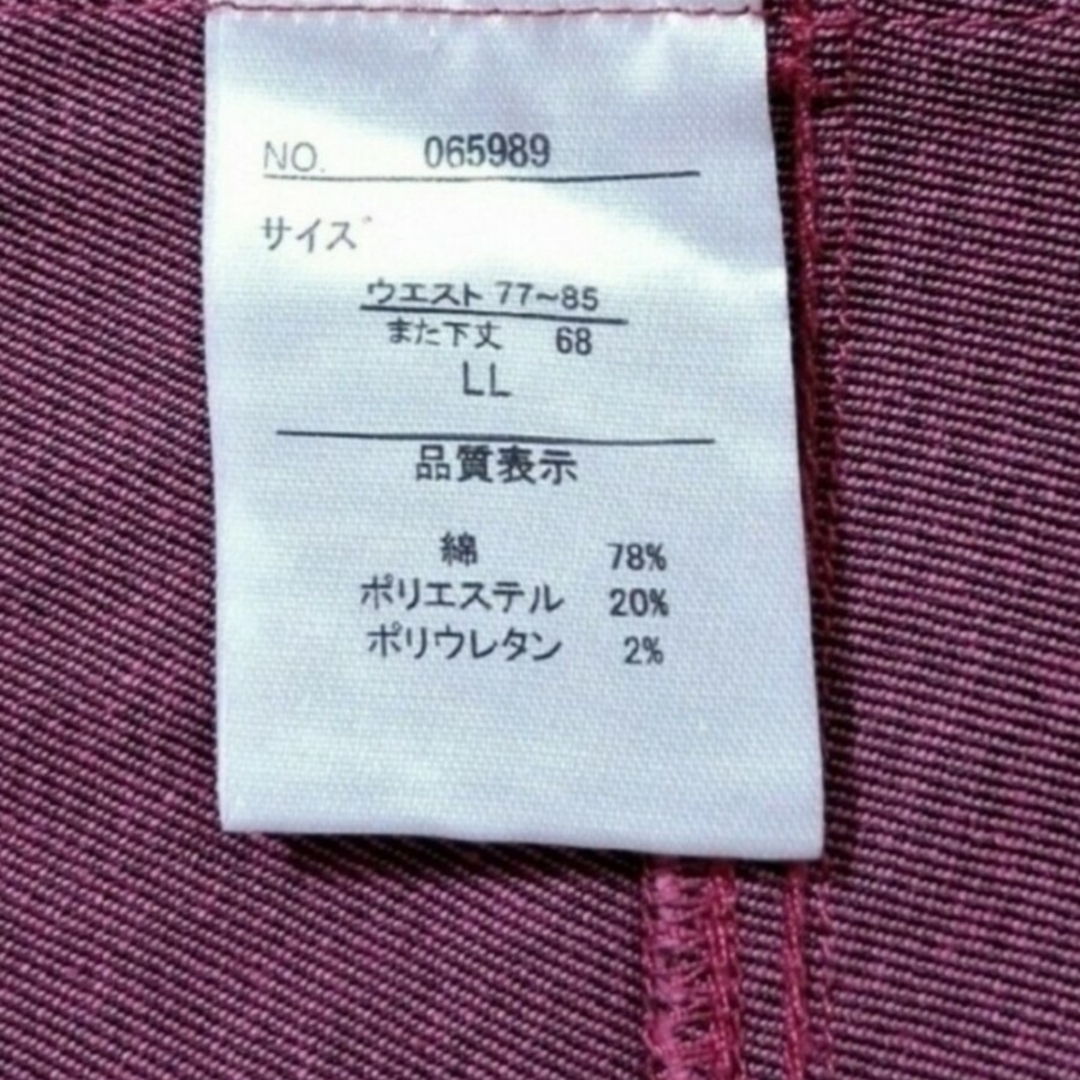 NO. 065989
サイズ
ウエスト 77~85
また下丈 68
LL
品質表示
綿 78%
ポリエステル 20%
ポリウレタン 2%